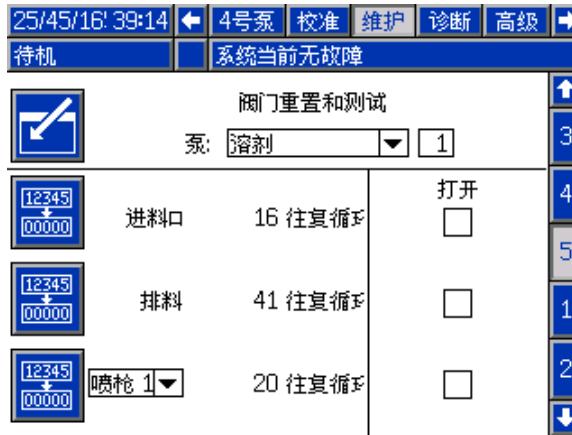 25/45/16! 39:14 4号泵 校准 维护 诊断 高级
待机 系统当前无故障
阀门重置和测试
泵: 溶剂 1
打开
12345 00000 进料口 16 往复循环
12345 00000 排料 41 往复循环
12345 00000 喷枪 1 20 往复循环
3
4
5
1
2